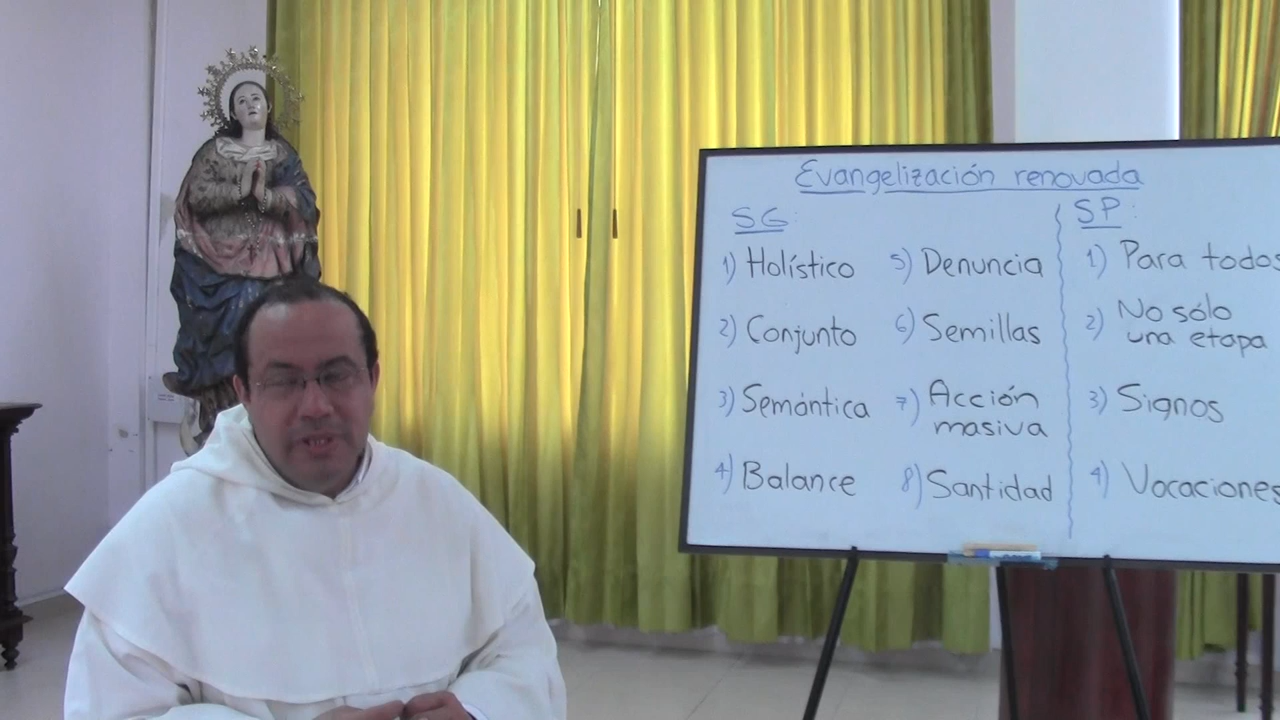 Evangelización renovada
SG:
1) Holístico
2) Conjunto
3) Semántica
4) Balance
5) Denuncia
6) Semillas
7) Acción
masiva
8) Santidad
SP:
1) Para todos
2) No sólo
una etapa
3) Signos
4) Vocaciones